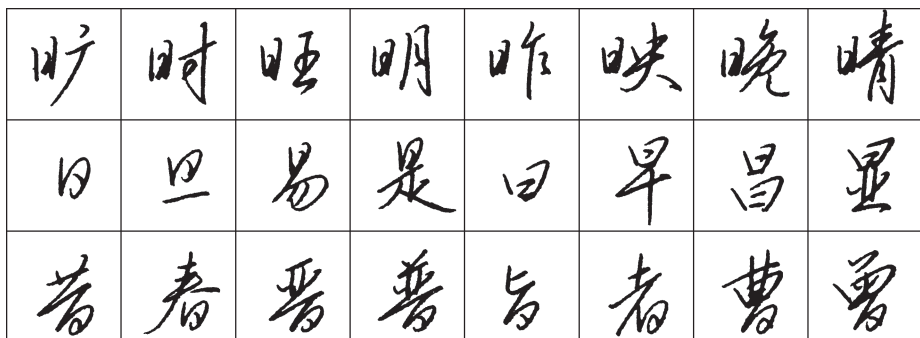 旷 时 旺 明 昨 映 晚 晴
日 旦 易 是 曰 早 昌 显
昔 春 晋 普 旨 者 曹 曾